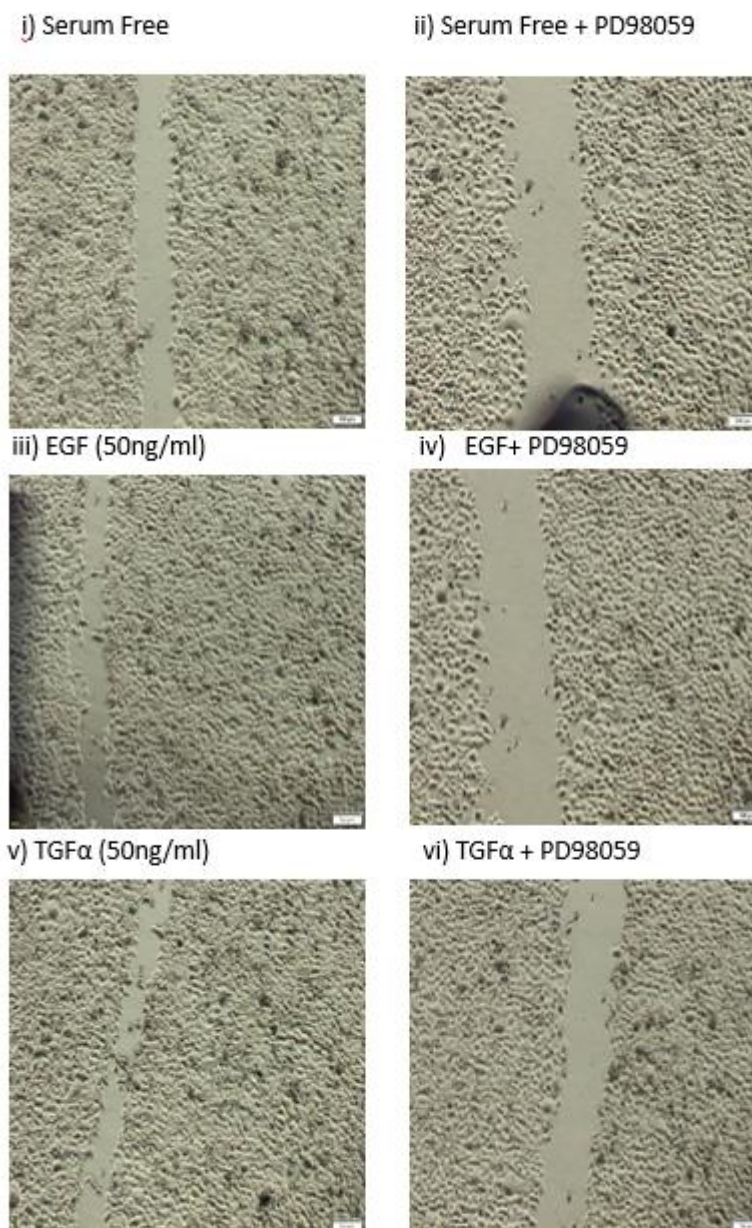 i) Serum Free
ii) Serum Free + PD98059
iii) EGF (50ng/ml)
iv) EGF+ PD98059
v) TGFα (50ng/ml)
vi) TGFα + PD98059